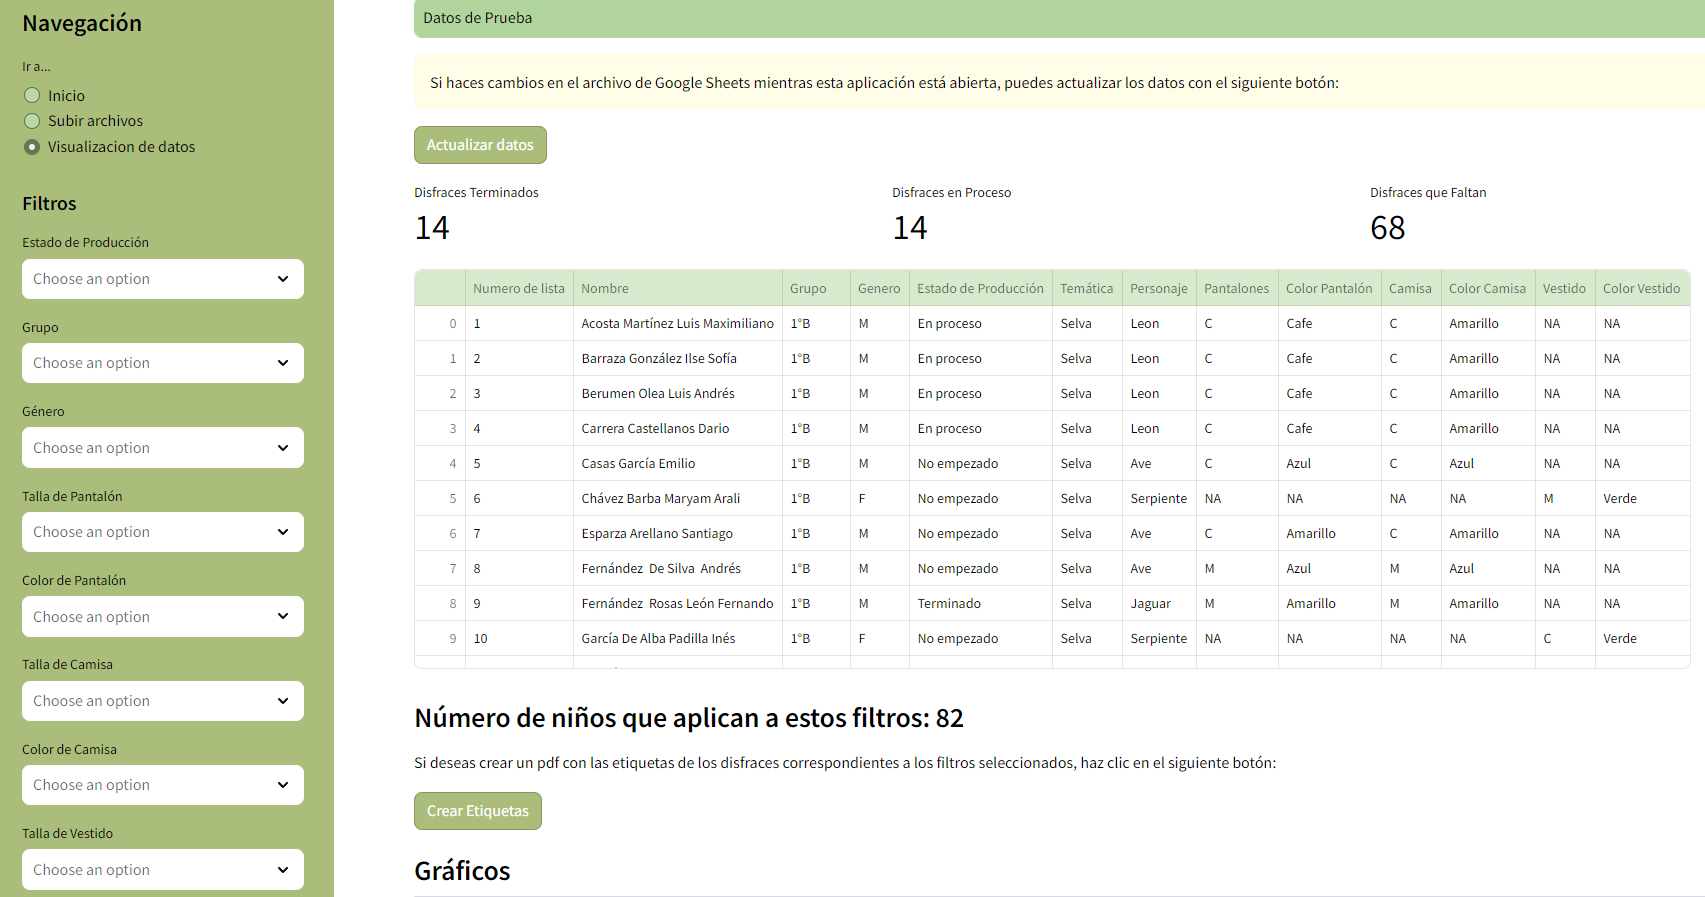 Navegación
Ir a...
Inicio
Subir archivos
Visualizacion de datos
Filtros
Estado de Producción
Choose an option
Grupo
Choose an option
Género
Choose an option
Talla de Pantalón
Choose an option
Color de Pantalón
Choose an option
Talla de Camisa
Choose an option
Color de Camisa
Choose an option
Talla de Vestido
Choose an option
Datos de Prueba
Si haces cambios en el archivo de Google Sheets mientras esta aplicación está abierta, puedes actualizar los datos con el siguiente botón:
Actualizar datos
Disfraces Terminados Disfraces en Proceso Disfraces que Faltan
14 14 68
Numero de lista Nombre Grupo Genero Estado de Producción Temática Personaje Pantalones Color Pantalón Camisa Color Camisa Vestido Color Vestido
0 1 Acosta Martínez Luis Maximiliano 1°B M En proceso Selva Leon C Cafe C Amarillo NA NA
1 2 Barraza González Ilse Sofía 1°B M En proceso Selva Leon C Cafe C Amarillo NA NA
2 3 Berumen Olea Luis Andrés 1°B M En proceso Selva Leon C Cafe C Amarillo NA NA
3 4 Carrera Castellanos Dario 1°B M En proceso Selva Leon C Cafe C Amarillo NA NA
4 5 Casas García Emilio 1°B M No empezado Selva Ave C Azul C Azul NA NA
5 6 Chávez Barba Maryam Arali 1°B F No empezado Selva Serpiente NA NA NA NA M Verde
6 7 Esparza Arellano Santiago 1°B M No empezado Selva Ave C Amarillo C Amarillo NA NA
7 8 Fernández  De Silva  Andrés 1°B M No empezado Selva Ave M Azul M Azul NA NA
8 9 Fernández  Rosas León Fernando 1°B M Terminado Selva Jaguar M Amarillo M Amarillo NA NA
9 10 García De Alba Padilla Inés 1°B F No empezado Selva Serpiente NA NA NA NA C Verde
Número de niños que aplican a estos filtros: 82
Si deseas crear un pdf con las etiquetas de los disfraces correspondientes a los filtros seleccionados, haz clic en el siguiente botón:
Crear Etiquetas
Gráficos